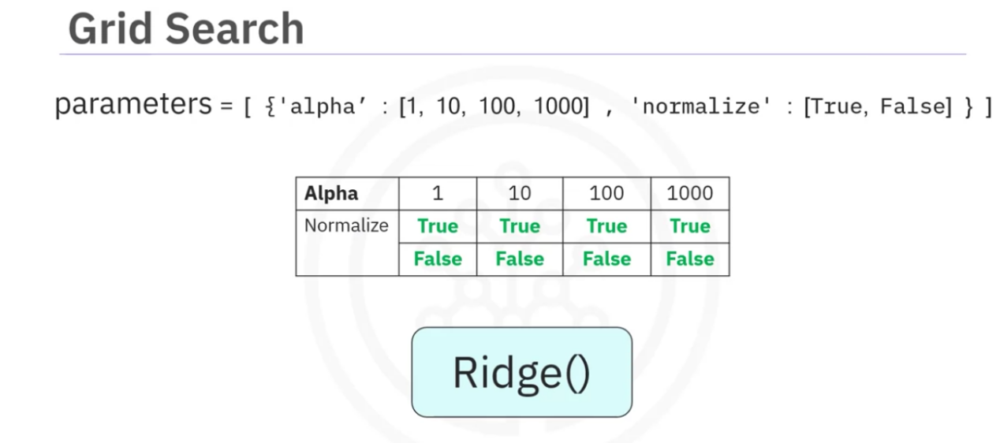 Grid Search
parameters = [ {'alpha’ : [1, 10, 100, 1000] , 'normalize' : [True, False] } ]
Alpha 1 10 100 1000
Normalize True True True True
False False False False
Ridge()